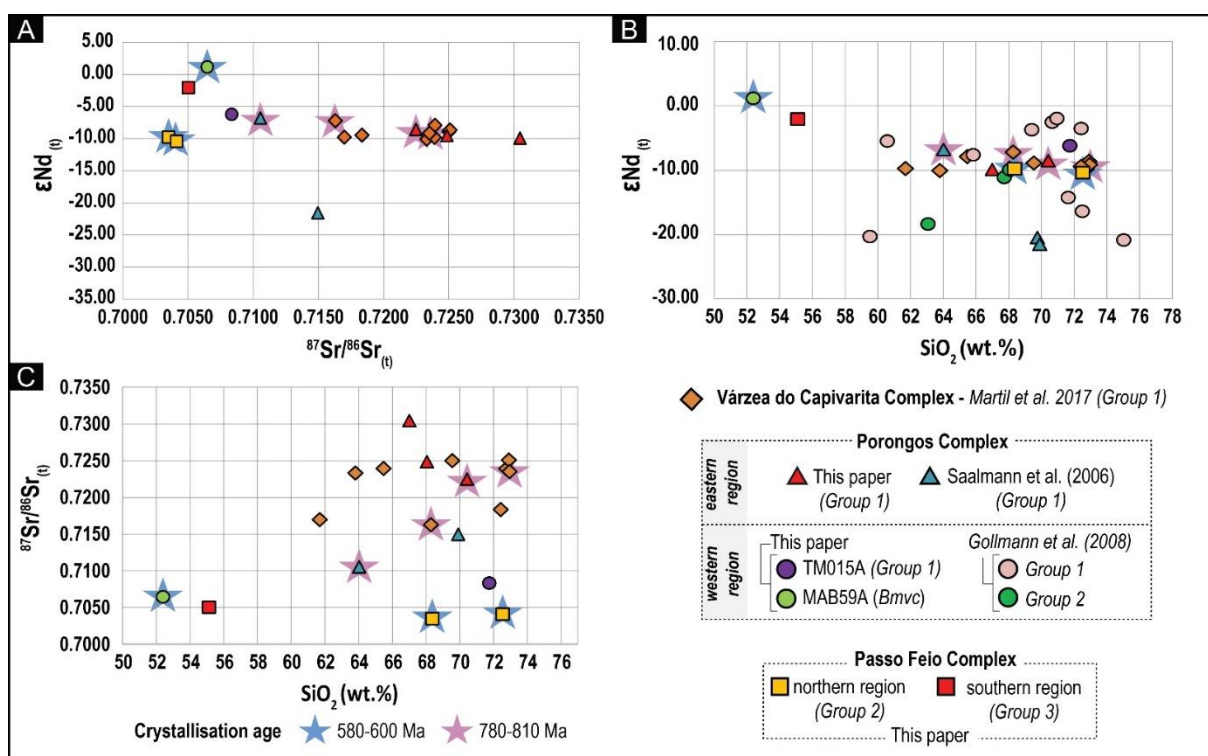 A
5.00
0.00
-5.00
-10.00
-15.00
-20.00
-25.00
-30.00
-35.00
εNd(t)
0.7000 0.7050 0.7100 0.7150 0.7200 0.7250 0.7300 0.7350
87Sr/86Sr(t)
B
10.00
0.00
-10.00
-20.00
-30.00
εNd(t)
50 52 54 56 58 60 62 64 66 68 70 72 74 76 78
SiO2 (wt.%)
C
0.7350
0.7300
0.7250
0.7200
0.7150
0.7100
0.7050
0.7000
87Sr/86Sr(t)
50 52 54 56 58 60 62 64 66 68 70 72 74 76
SiO2 (wt.%)
Crystallisation age 580-600 Ma 780-810 Ma
Várzea do Capivarita Complex - Martil et al. 2017 (Group 1)
Porongos Complex
eastern region
This paper (Group 1)
Saalmann et al. (2006) (Group 1)
western region
This paper
TM015A (Group 1)
MAB59A (Bmvc)
Gollmann et al. (2008)
Group 1
Group 2
Passo Feio Complex
northern region (Group 2)
southern region (Group 3)
This paper